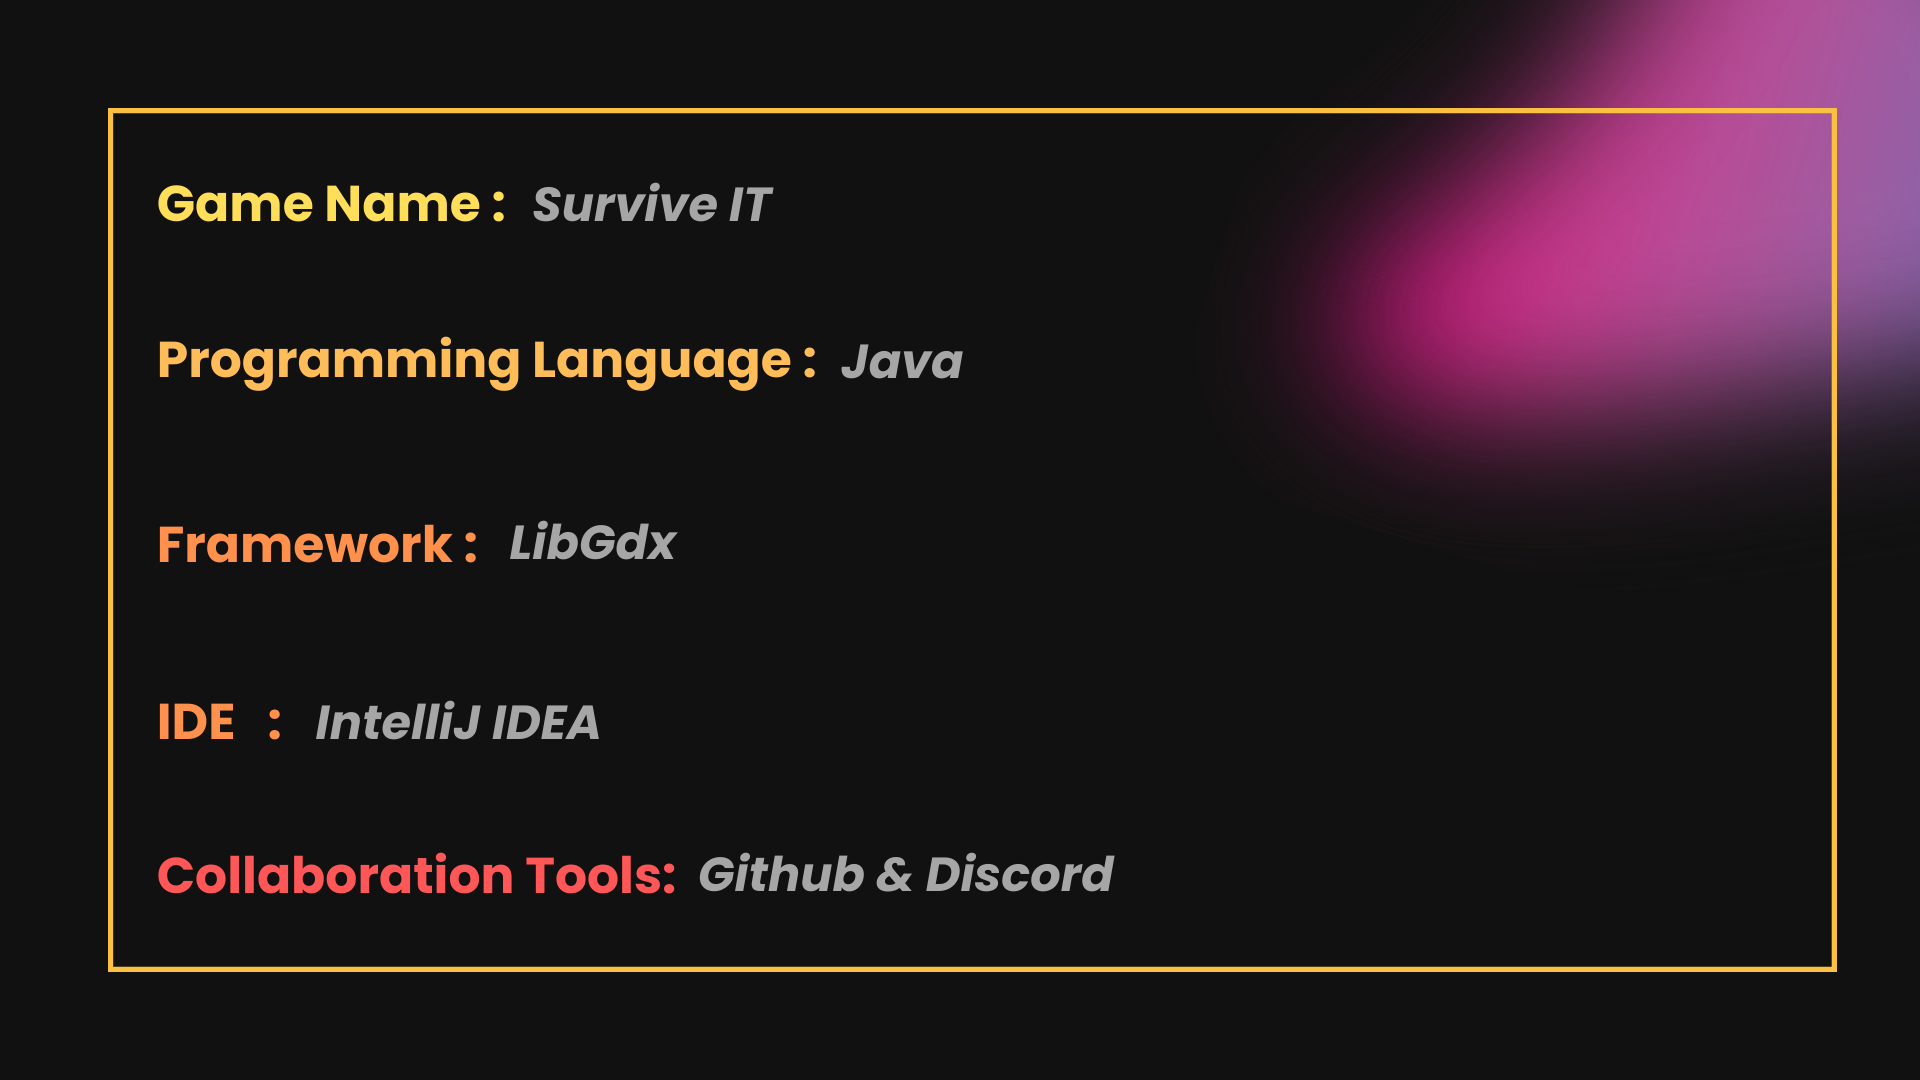 Game Name : Survive IT
Programming Language : Java
Framework : LibGdx
IDE : IntelliJ IDEA
Collaboration Tools: Github & Discord